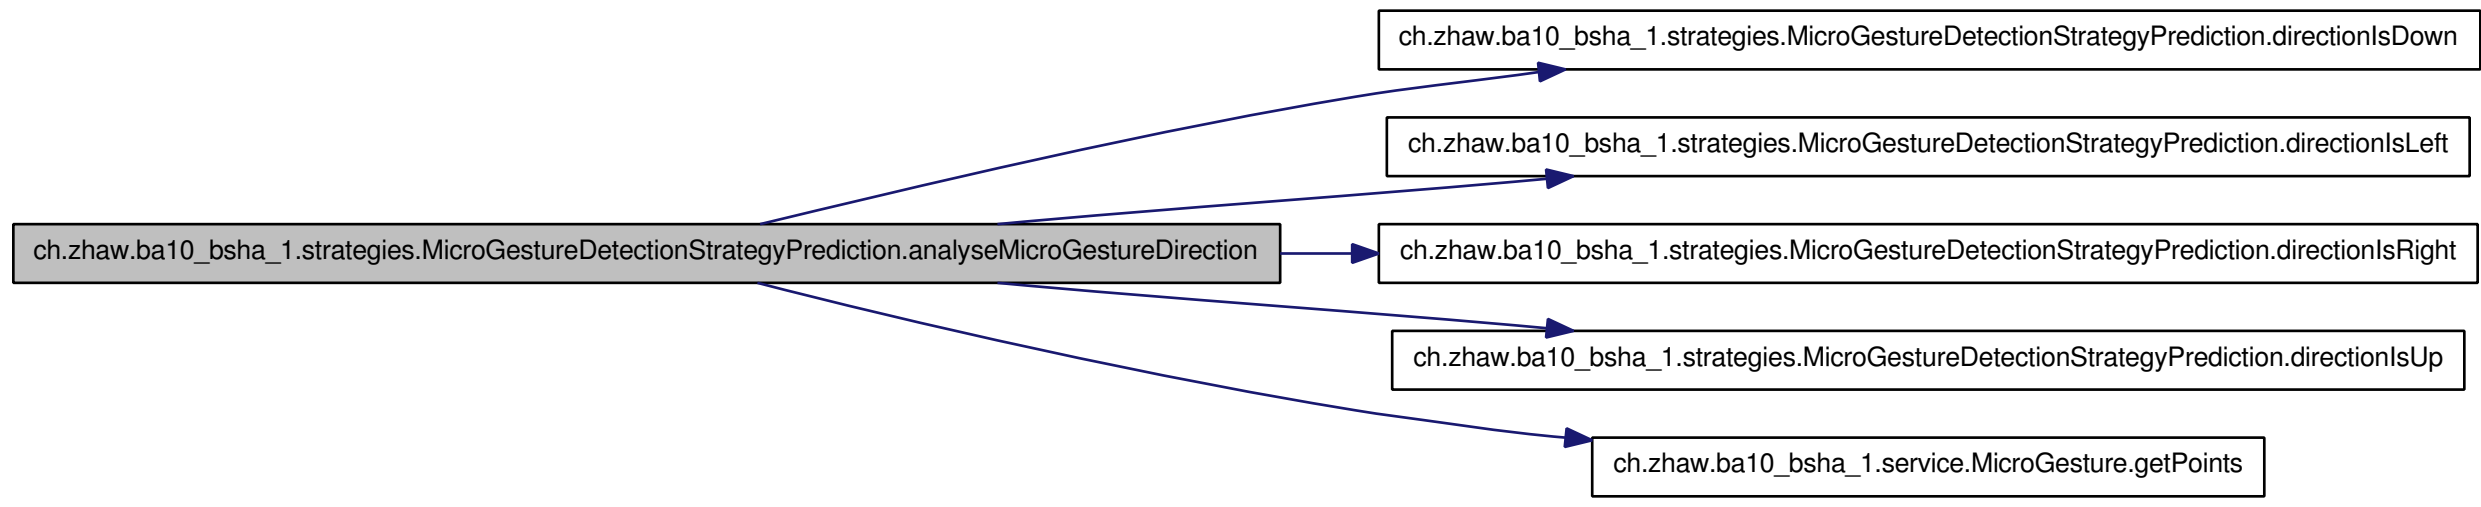 ch.zhaw.ba10_bsha_1.strategies.MicroGestureDetectionStrategyPrediction.directionIsDown
ch.zhaw.ba10_bsha_1.strategies.MicroGestureDetectionStrategyPrediction.directionIsLeft
ch.zhaw.ba10_bsha_1.strategies.MicroGestureDetectionStrategyPrediction.analyseMicroGestureDirection
ch.zhaw.ba10_bsha_1.strategies.MicroGestureDetectionStrategyPrediction.directionIsRight
ch.zhaw.ba10_bsha_1.strategies.MicroGestureDetectionStrategyPrediction.directionIsUp
ch.zhaw.ba10_bsha_1.service.MicroGesture.getPoints